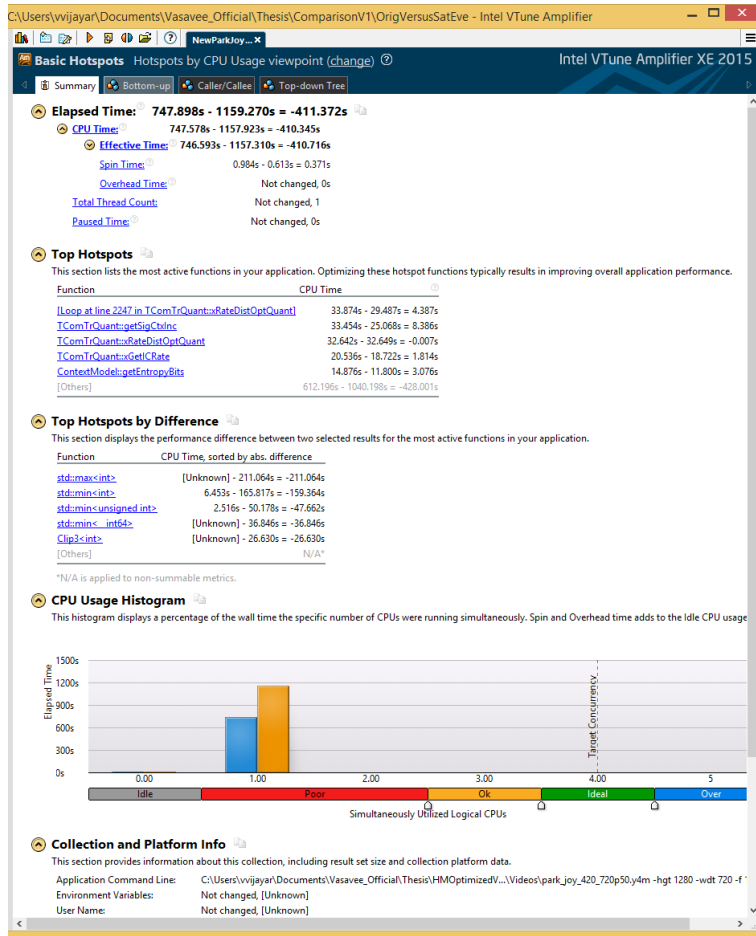 C:\Users\vvijayar\Documents\Vasavee_Official\Thesis\ComparisonV1\OrigVersusSatEve - Intel VTune Amplifier
NewParkJoy... ×
Basic Hotspots Hotspots by CPU Usage viewpoint (change) Intel VTune Amplifier XE 2015
Summary Bottom-up Caller/Callee Top-down Tree
Elapsed Time: 747.898s - 1159.270s = -411.372s
CPU Time: 747.578s - 1157.923s = -410.345s
Effective Time: 746.593s - 1157.310s = -410.716s
Spin Time: 0.984s - 0.613s = 0.371s
Overhead Time: Not changed, 0s
Total Thread Count: Not changed, 1
Paused Time: Not changed, 0s
Top Hotspots
This section lists the most active functions in your application. Optimizing these hotspot functions typically results in improving overall application performance.
Function CPU Time
[Loop at line 2247 in TComTrQuant::xRateDistOptQuant] 33.874s - 29.487s = 4.387s
TComTrQuant::getSigCtxInc 33.454s - 25.068s = 8.386s
TComTrQuant::xRateDistOptQuant 32.642s - 32.649s = -0.007s
TComTrQuant::xGetICRate 20.536s - 18.722s = 1.814s
ContextModel::getEntropyBits 14.876s - 11.800s = 3.076s
[Others] 612.196s - 1040.198s = -428.001s
Top Hotspots by Difference
This section displays the performance difference between two selected results for the most active functions in your application.
Function CPU Time, sorted by abs. difference
std::max<int> [Unknown] - 211.064s = -211.064s
std::min<int> 6.453s - 165.817s = -159.364s
std::min<unsigned int> 2.516s - 50.178s = -47.662s
std::min<__int64> [Unknown] - 36.846s = -36.846s
Clip3<int> [Unknown] - 26.630s = -26.630s
[Others] N/A*
*N/A is applied to non-summable metrics.
CPU Usage Histogram
This histogram displays a percentage of the wall time the specific number of CPUs were running simultaneously. Spin and Overhead time adds to the Idle CPU usage
Elapsed Time
1500s
1200s
900s
600s
300s
0s
Target Concurrency
0.00 1.00 2.00 3.00 4.00 5
Idle Poor Ok Ideal Over
Simultaneously Utilized Logical CPUs
Collection and Platform Info
This section provides information about this collection, including result set size and collection platform data.
Application Command Line: C:\Users\vvijayar\Documents\Vasavee_Official\Thesis\HMOptimizedV...\Videos\park_joy_420_720p50.y4m -hgt 1280 -wdt 720 -f
Environment Variables: Not changed, [Unknown]
User Name: Not changed, [Unknown]